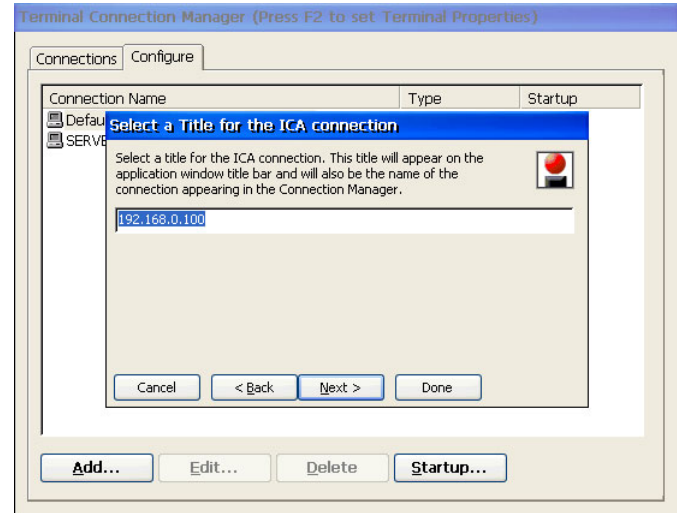 Terminal Connection Manager (Press F2 to set Terminal Properties)
Connections Configure
Connection Name Type Startup
Defau
SERVE
Select a Title for the ICA connection
Select a title for the ICA connection. This title will appear on the
application window title bar and will also be the name of the
connection appearing in the Connection Manager.
192.168.0.100
Cancel < Back Next > Done
Add... Edit... Delete Startup...